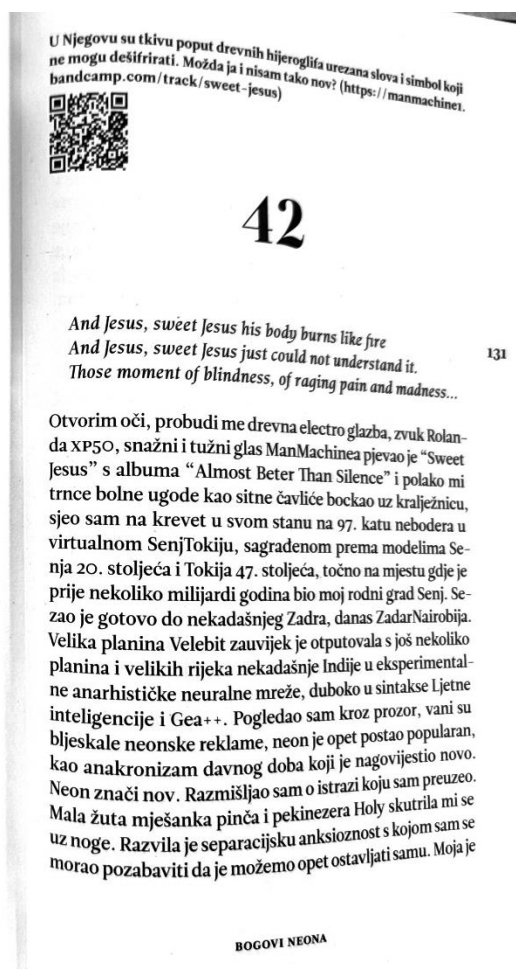 U Njegovu su tkivu poput drevnih hijeroglifa urezana slova i simbol koji
ne mogu dešifrirati. Možda ja i nisam tako nov? (https://manmachine1.
bandcamp.com/track/sweet-jesus)
42
And Jesus, sweet Jesus his body burns like fire
And Jesus, sweet Jesus just could not understand it.
131
Those moment of blindness, of raging pain and madness...
Otvorim oči, probudi me drevna electro glazba, zvuk Rolan-
da XP50, snažni i tužni glas ManMachinea pjevao je “Sweet
Jesus” s albuma “Almost Beter Than Silence” i polako mi
trnce bolne ugode kao sitne čavliće bockao uz kralježnicu,
sjeo sam na krevet u svom stanu na 97. katu nebodera u
virtualnom SenjTokiju, sagrađenom prema modelima Se-
nja 20. stoljeća i Tokija 47. stoljeća, točno na mjestu gdje je
prije nekoliko milijardi godina bio moj rodni grad Senj. Se-
zao je gotovo do nekadašnjeg Zadra, danas ZadarNairobija.
Velika planina Velebit zauvijek je otputovala s još nekoliko
planina i velikih rijeka nekadašnje Indije u eksperimental-
ne anarhističke neuralne mreže, duboko u sintakse Ljetne
inteligencije i Gea++. Pogledao sam kroz prozor, vani su
bljeskale neonske reklame, neon je opet postao popularan,
kao anakronizam davnog doba koji je nagovijestio novo.
Neon znači nov. Razmišljao sam o istrazi koju sam preuzeo.
Mala žuta mješanka pinča i pekinezera Holy skutrila mi se
uz noge. Razvila je separacijsku anksioznost s kojom sam se
morao pozabaviti da je možemo opet ostavljati samu. Moja je
BOGOVI NEONA